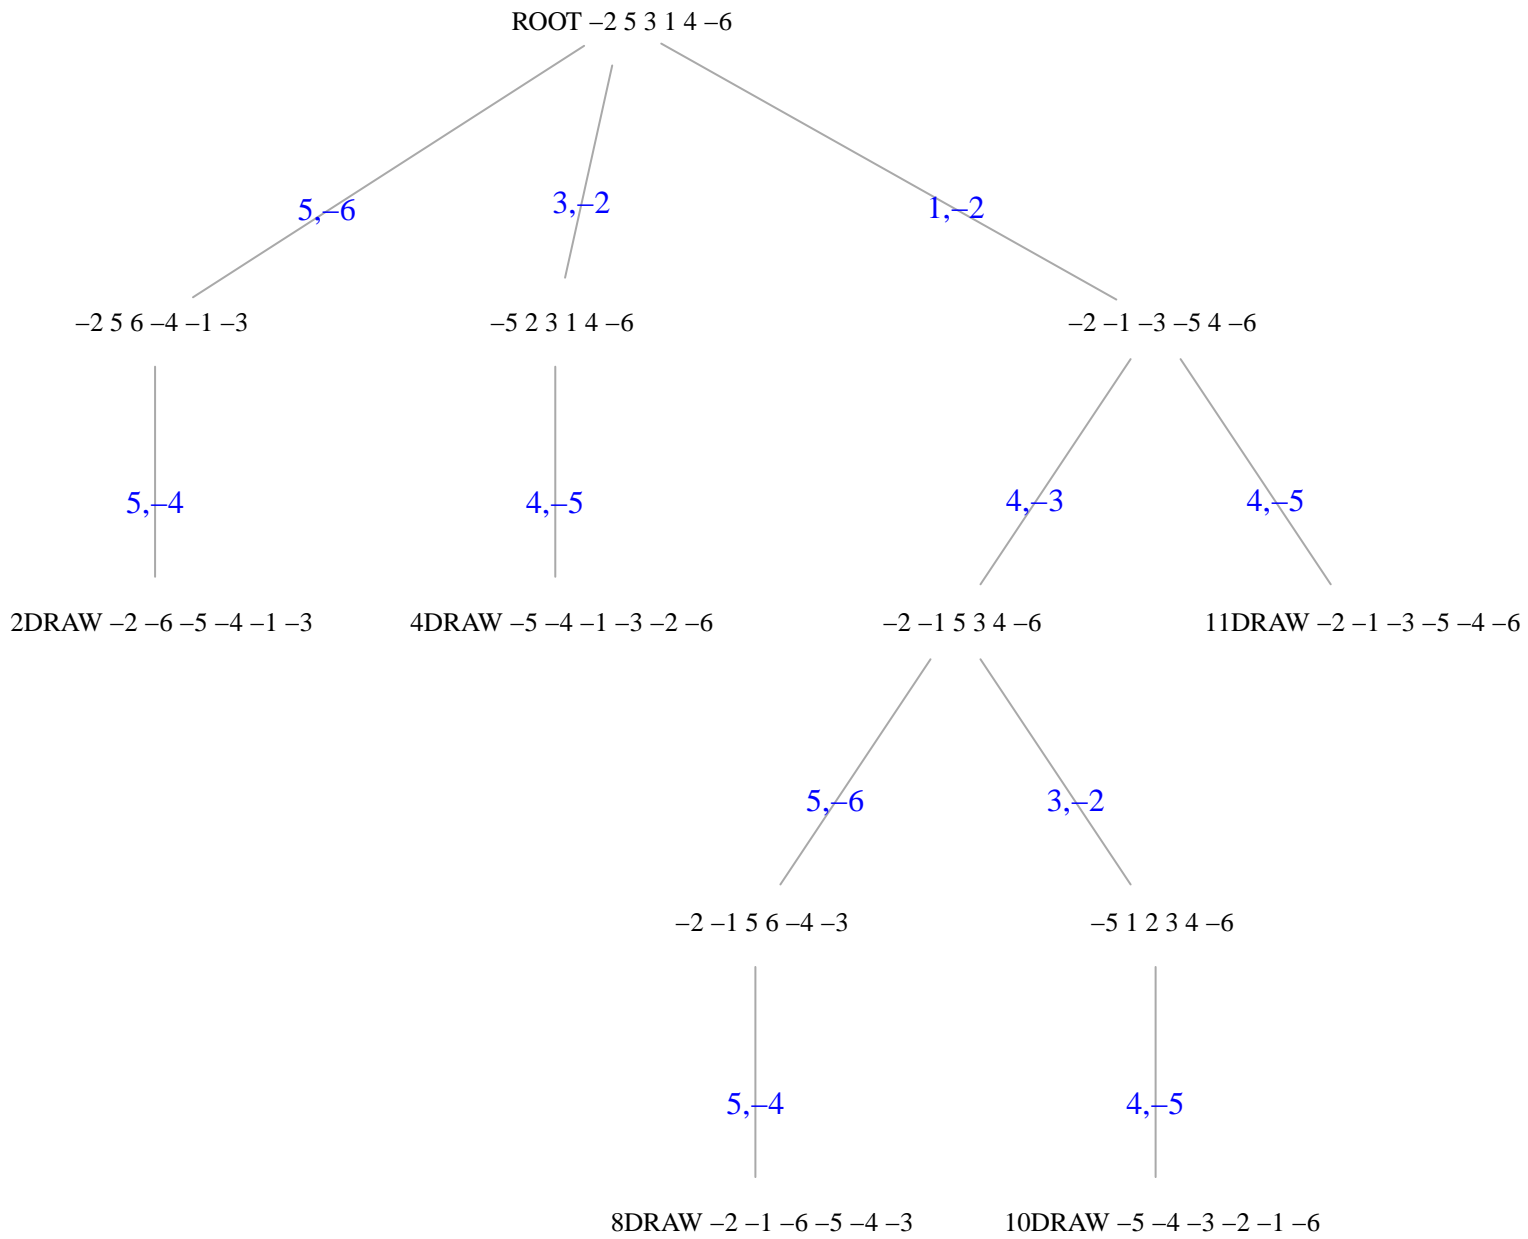 ROOT –2 5 3 1 4 –6
5,–6
3,–2
1,–2
–2 5 6 –4 –1 –3
–5 2 3 1 4 –6
–2 –1 –3 –5 4 –6
5,–4
4,–5
4,–3
4,–5
2DRAW –2 –6 –5 –4 –1 –3
4DRAW –5 –4 –1 –3 –2 –6
–2 –1 5 3 4 –6
11DRAW –2 –1 –3 –5 –4 –6
5,–6
3,–2
–2 –1 5 6 –4 –3
–5 1 2 3 4 –6
5,–4
4,–5
8DRAW –2 –1 –6 –5 –4 –3
10DRAW –5 –4 –3 –2 –1 –6